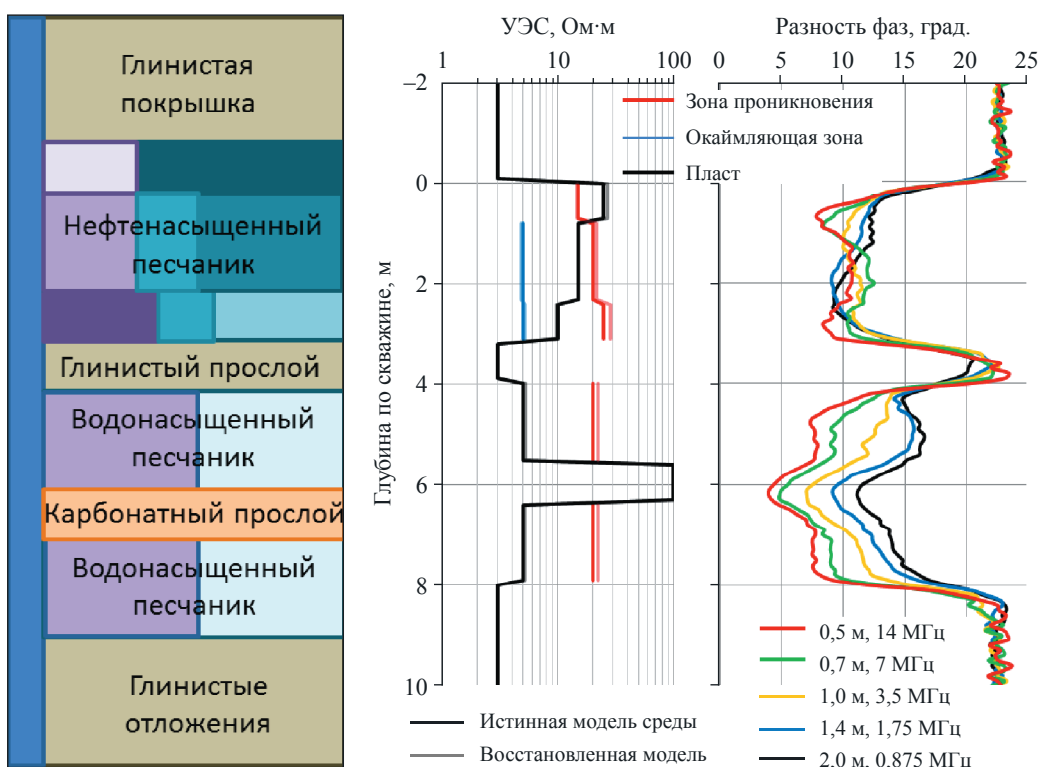 Глинистая
покрышка
Нефтенасыщенный
песчаник
Глинистый прослой
Водонасыщенный
песчаник
Карбонатный прослой
Водонасыщенный
песчаник
Глинистые
отложения
УЭС, Ом·м
1 10 100
Глубина по скважине, м
–2
0
2
4
6
8
10
Зона проникновения
Окаймляющая зона
Пласт
Истинная модель среды
Восстановленная модель
Разность фаз, град.
0 5 10 15 20 25
0,5 м, 14 МГц
0,7 м, 7 МГц
1,0 м, 3,5 МГц
1,4 м, 1,75 МГц
2,0 м, 0,875 МГц